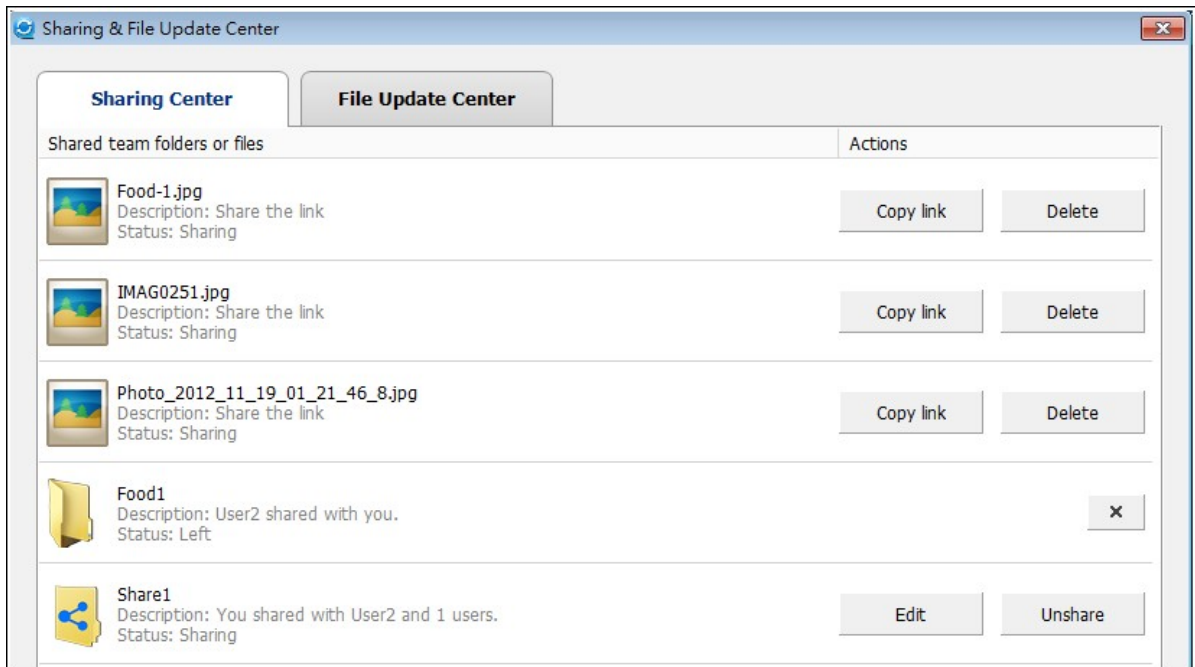 Sharing & File Update Center
Sharing Center
File Update Center
Shared team folders or files
Actions
Food-1.jpg
Description: Share the link
Status: Sharing
Copy link
Delete
IMAG0251.jpg
Description: Share the link
Status: Sharing
Copy link
Delete
Photo_2012_11_19_01_21_46_8.jpg
Description: Share the link
Status: Sharing
Copy link
Delete
Food1
Description: User2 shared with you.
Status: Left
Share1
Description: You shared with User2 and 1 users.
Status: Sharing
Edit
Unshare